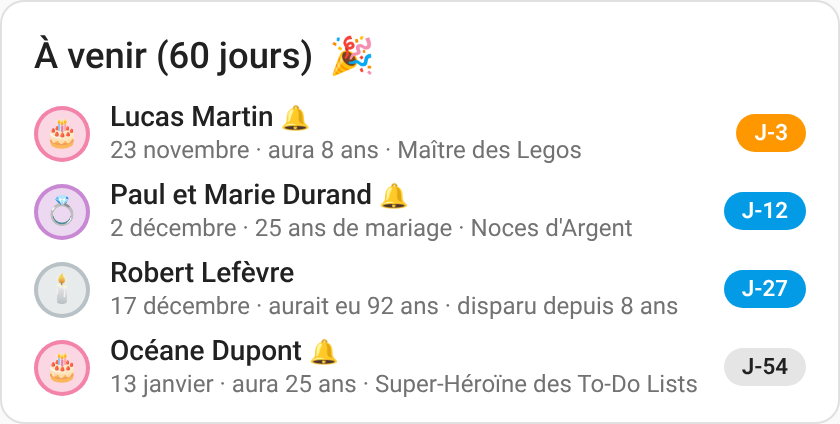 À venir (60 jours) 🎉
Lucas Martin 🔔
23 novembre · aura 8 ans · Maître des Legos
J-3
Paul et Marie Durand 🔔
2 décembre · 25 ans de mariage · Noces d'Argent
J-12
Robert Lefèvre
17 décembre · aurait eu 92 ans · disparu depuis 8 ans
J-27
Océane Dupont 🔔
13 janvier · aura 25 ans · Super-Héroïne des To-Do Lists
J-54